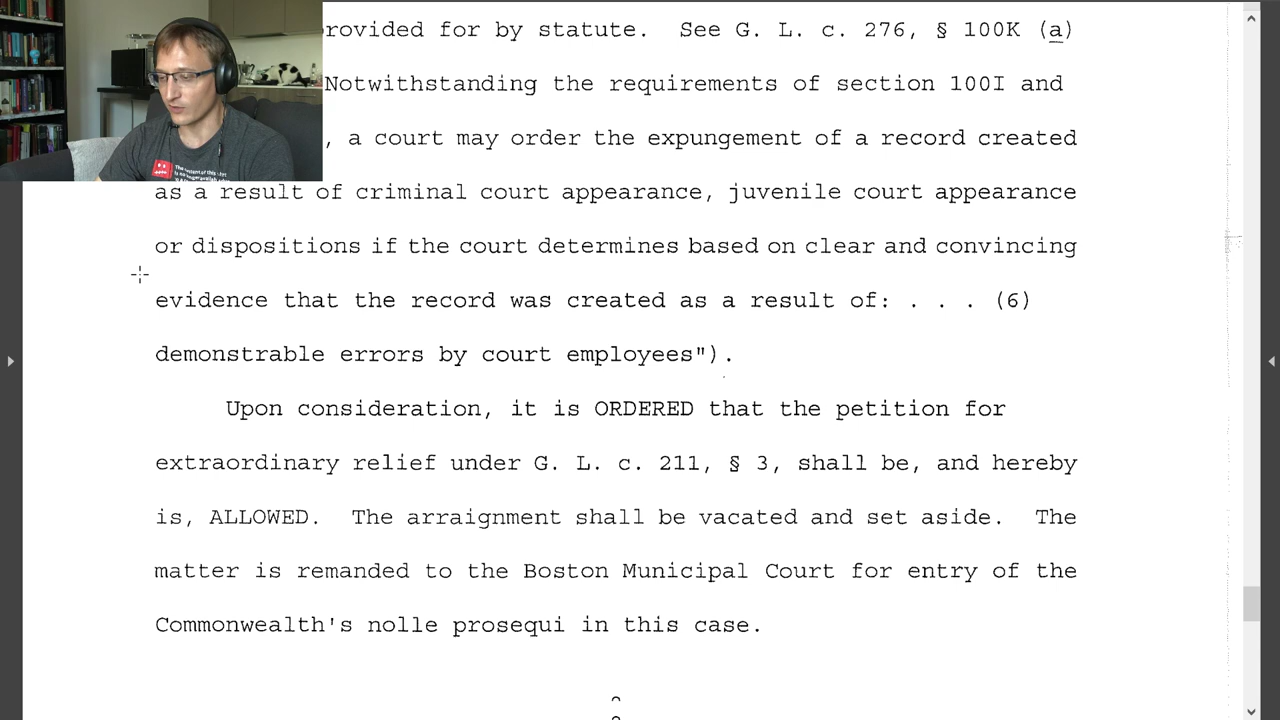 rovided for by statute.  See G. L. c. 276, § 100K (a)
Notwithstanding the requirements of section 100I and
, a court may order the expungement of a record created
as a result of criminal court appearance, juvenile court appearance
or dispositions if the court determines based on clear and convincing
evidence that the record was created as a result of: . . . (6)
demonstrable errors by court employees").
Upon consideration, it is ORDERED that the petition for
extraordinary relief under G. L. c. 211, § 3, shall be, and hereby
is, ALLOWED.  The arraignment shall be vacated and set aside.  The
matter is remanded to the Boston Municipal Court for entry of the
Commonwealth's nolle prosequi in this case.